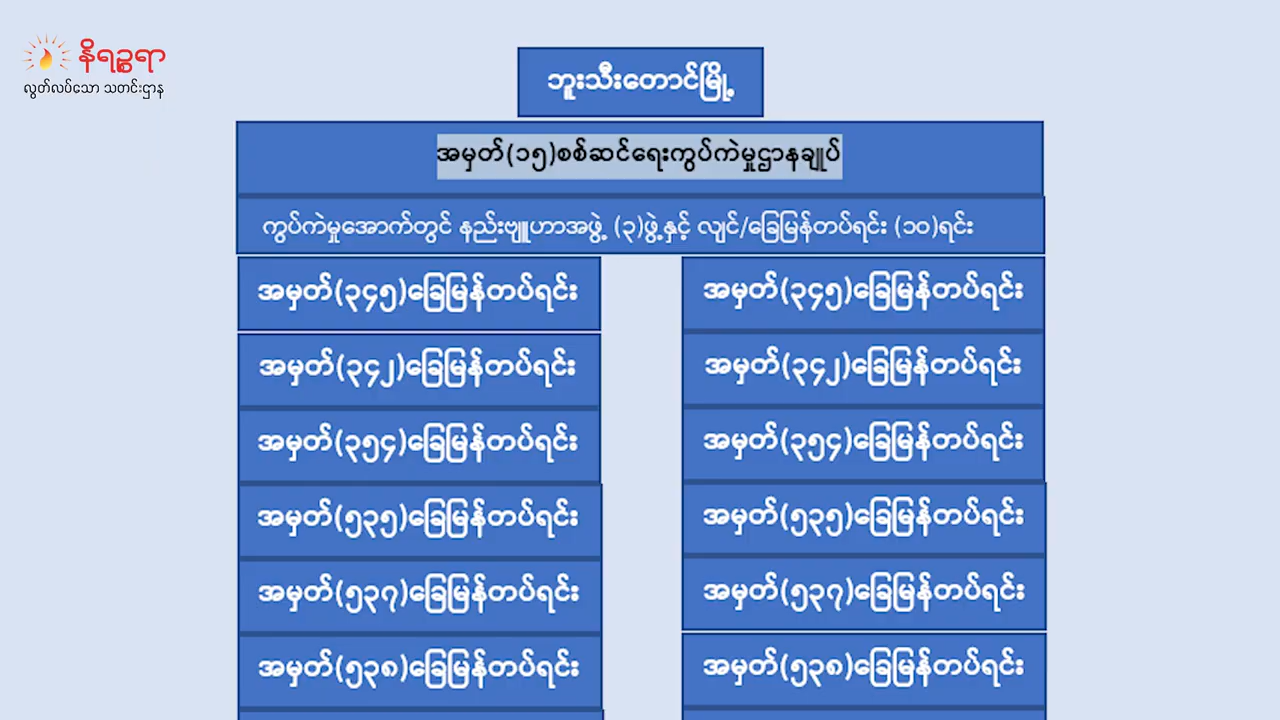 နိရဉ္စရာ
လွတ်လပ်သော သတင်းဌာန
ဘူးသီးတောင်မြို့
အမှတ်(၁၅)စစ်ဆင်ရေးကွပ်ကဲမှုဌာနချုပ်
ကွပ်ကဲမှုအောက်တွင် နည်းဗျူဟာအဖွဲ့ (၃)ဖွဲ့နှင့် လျင်/ခြေမြန်တပ်ရင်း (၁၀)ရင်း
အမှတ်(၃၄၅)ခြေမြန်တပ်ရင်း
အမှတ်(၃၄၂)ခြေမြန်တပ်ရင်း
အမှတ်(၃၅၄)ခြေမြန်တပ်ရင်း
အမှတ်(၅၃၅)ခြေမြန်တပ်ရင်း
အမှတ်(၅၃၇)ခြေမြန်တပ်ရင်း
အမှတ်(၅၃၈)ခြေမြန်တပ်ရင်း
အမှတ်(၃၄၅)ခြေမြန်တပ်ရင်း
အမှတ်(၃၄၂)ခြေမြန်တပ်ရင်း
အမှတ်(၃၅၄)ခြေမြန်တပ်ရင်း
အမှတ်(၅၃၅)ခြေမြန်တပ်ရင်း
အမှတ်(၅၃၇)ခြေမြန်တပ်ရင်း
အမှတ်(၅၃၈)ခြေမြန်တပ်ရင်း